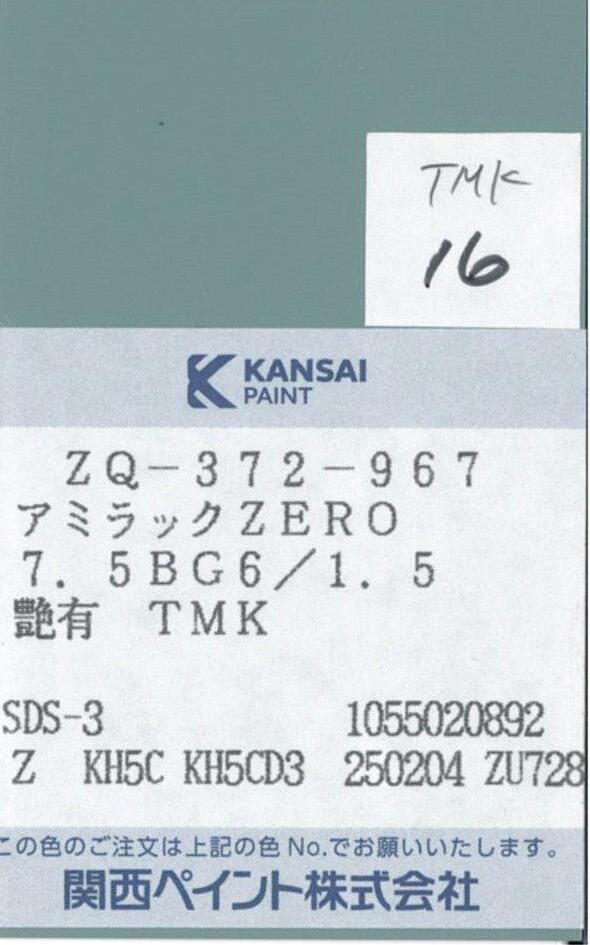 TMK
16
KANSAI
PAINT
ZQ-372-967
アミラックZERO
7.5BG6/1.5
艶有 TMK
SDS-3 1055020892
Z KH5C KH5CD3 250204 ZU728
この色のご注文は上記の色No.でお願いいたします。
関西ペイント株式会社